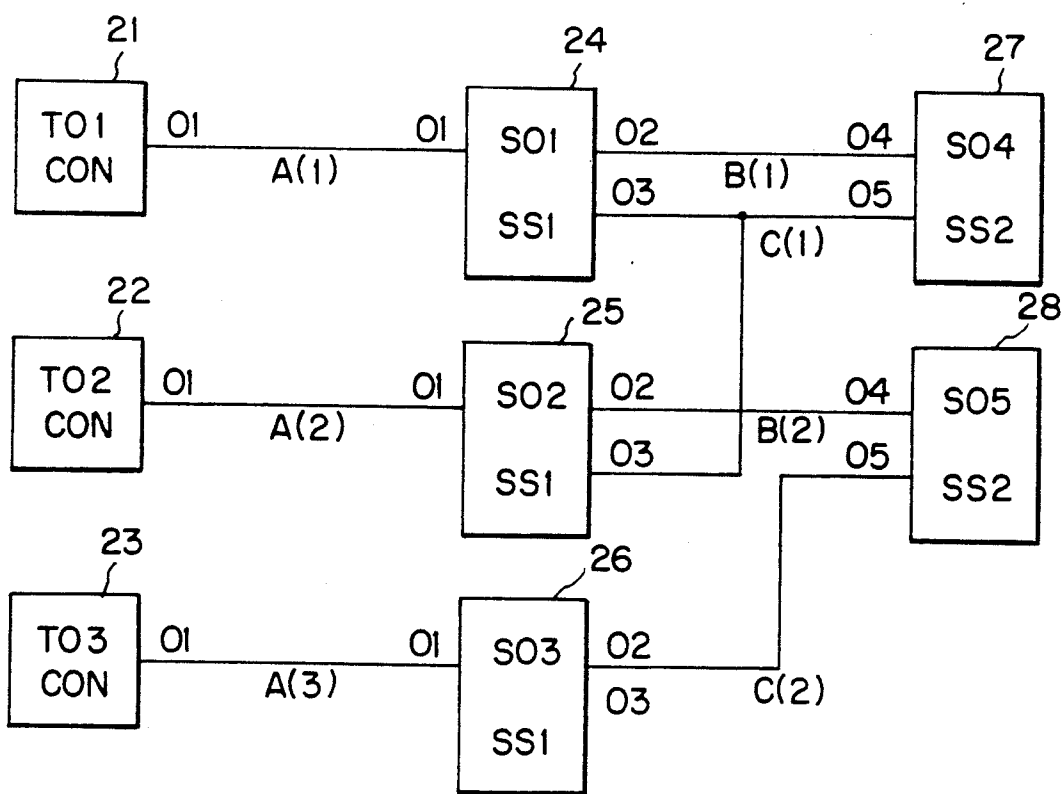 21
24
27
TO1
CON
O1
A(1)
O1
SO1
SS1
O2
O3
B(1)
C(1)
O4
O5
SO4
SS2
22
25
28
TO2
CON
O1
A(2)
O1
SO2
SS1
O2
O3
B(2)
O4
O5
SO5
SS2
23
26
TO3
CON
O1
A(3)
O1
SO3
SS1
O2
O3
C(2)